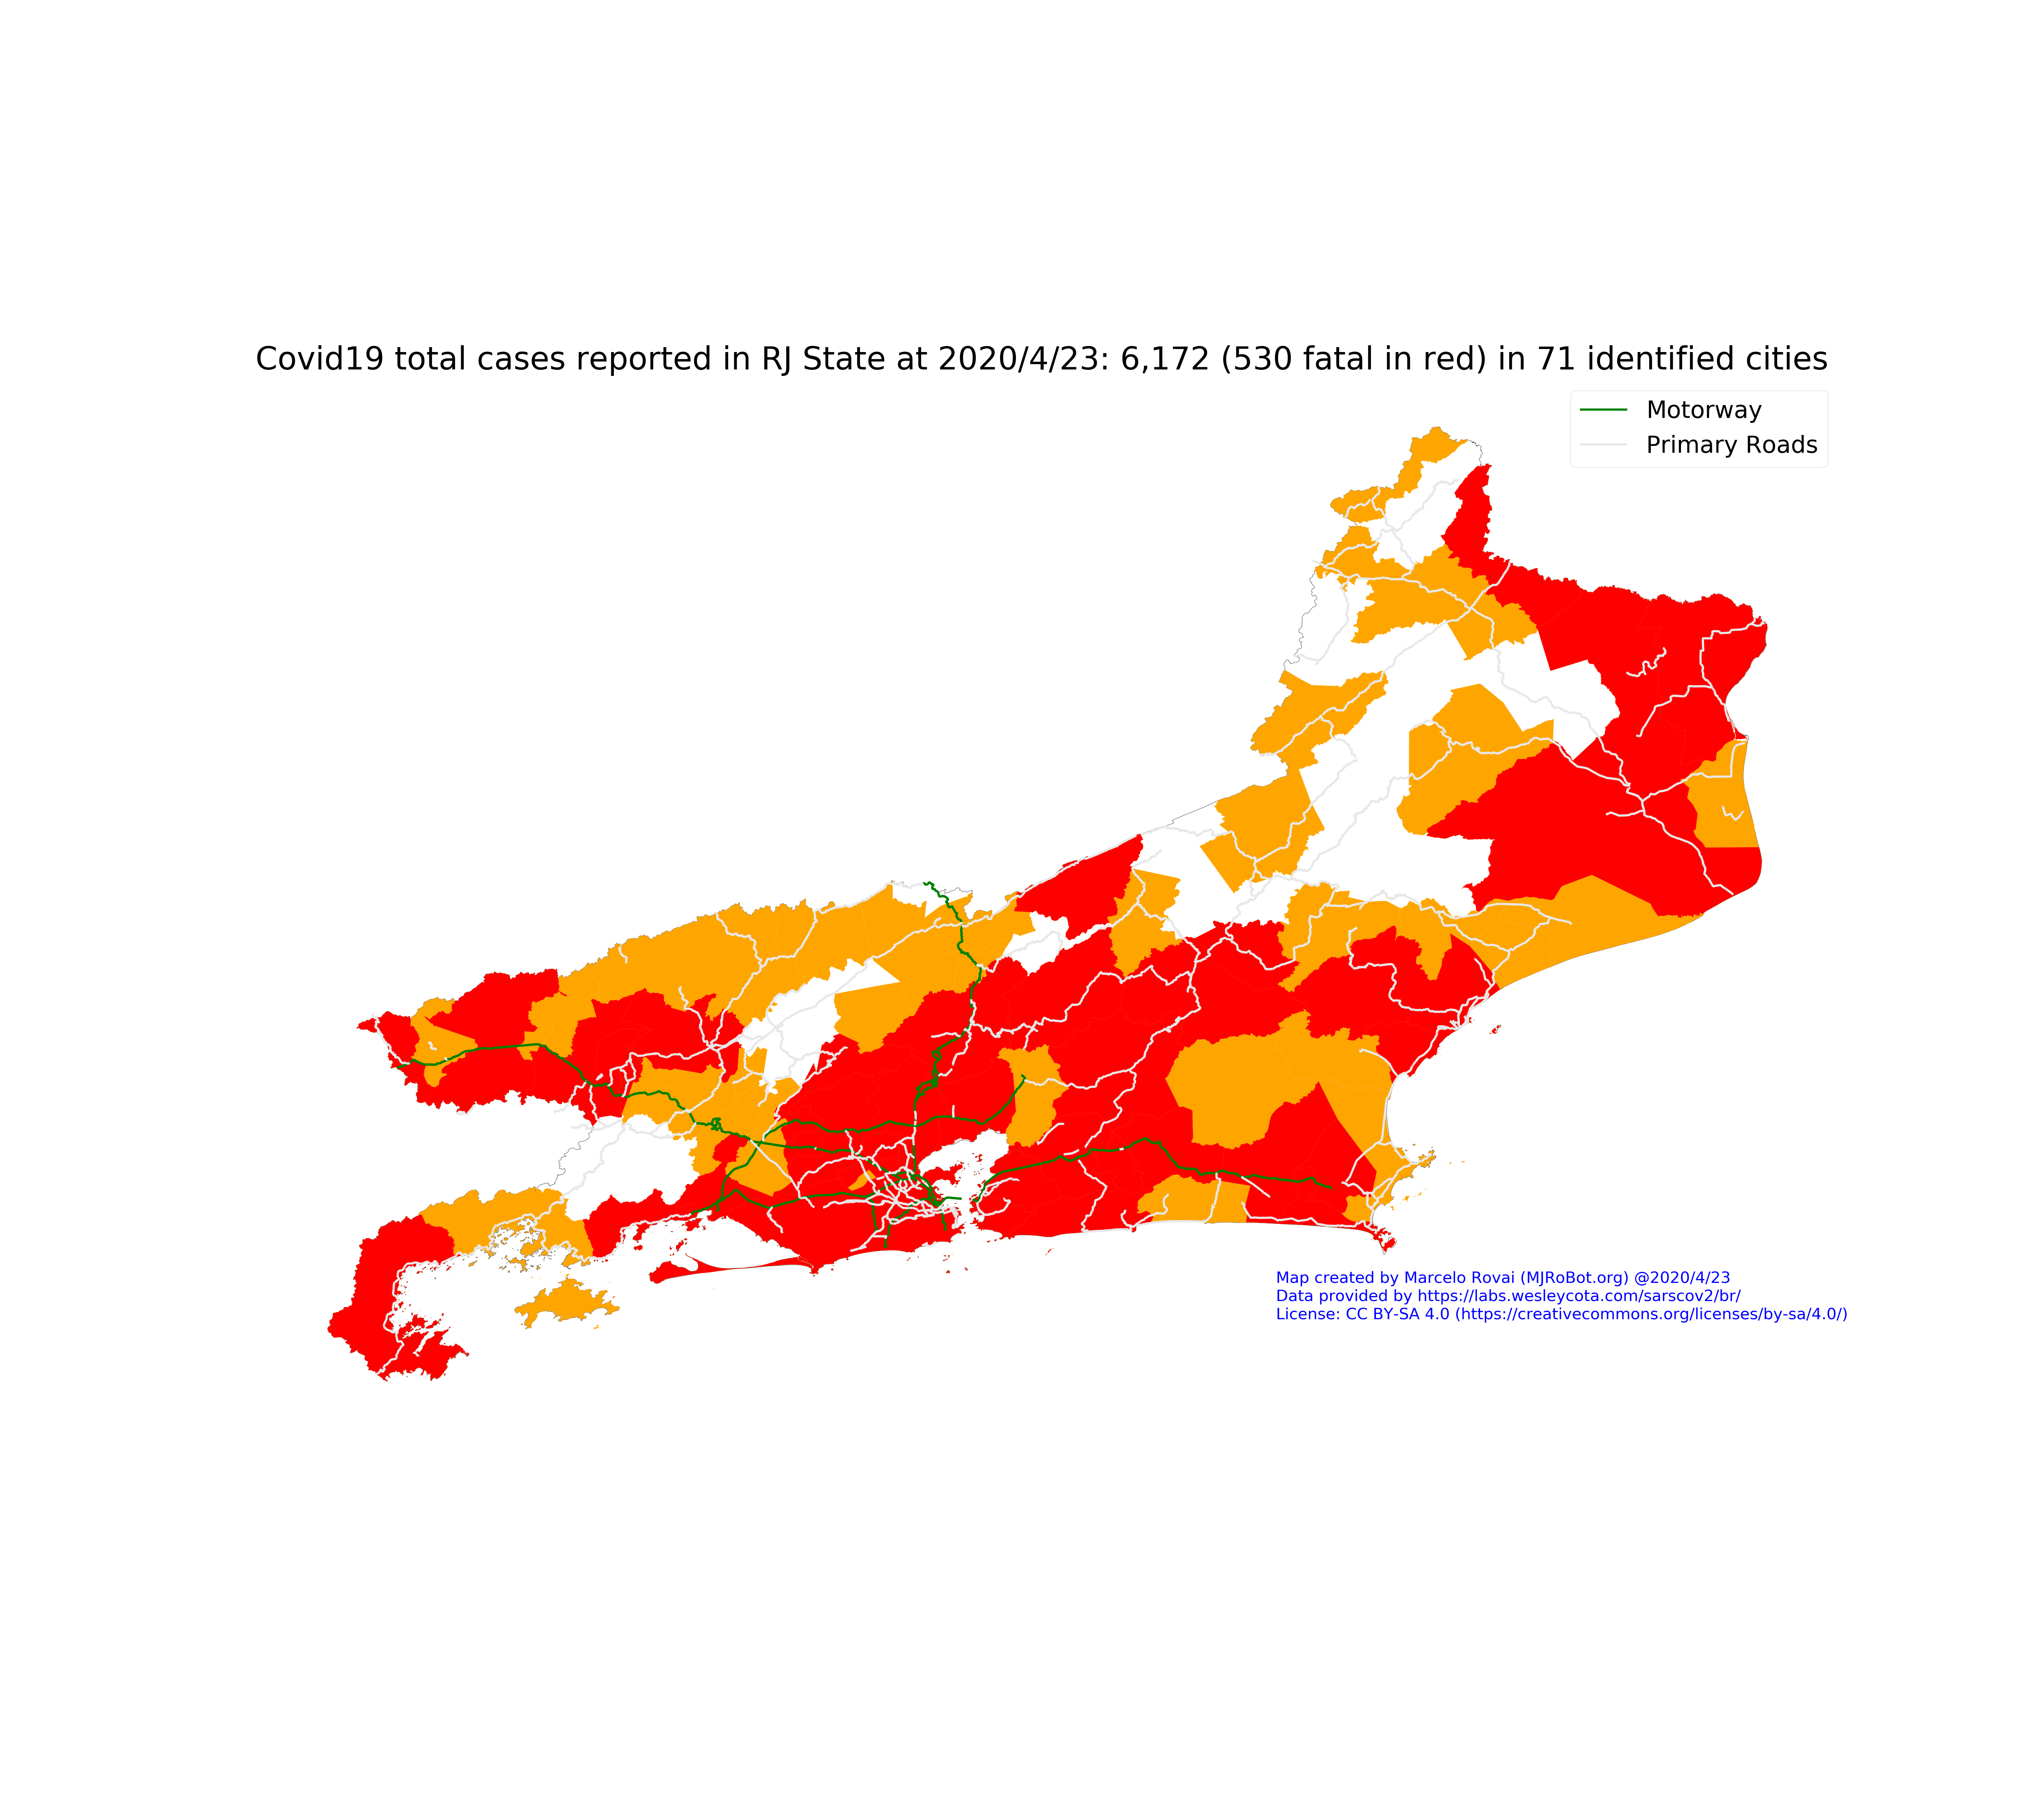 Covid19 total cases reported in RJ State at 2020/4/23: 6,172 (530 fatal in red) in 71 identified cities
Motorway
Primary Roads
Map created by Marcelo Rovai (MJRoBot.org) @2020/4/23
Data provided by https://labs.wesleycota.com/sarscov2/br/
License: CC BY-SA 4.0 (https://creativecommons.org/licenses/by-sa/4.0/)